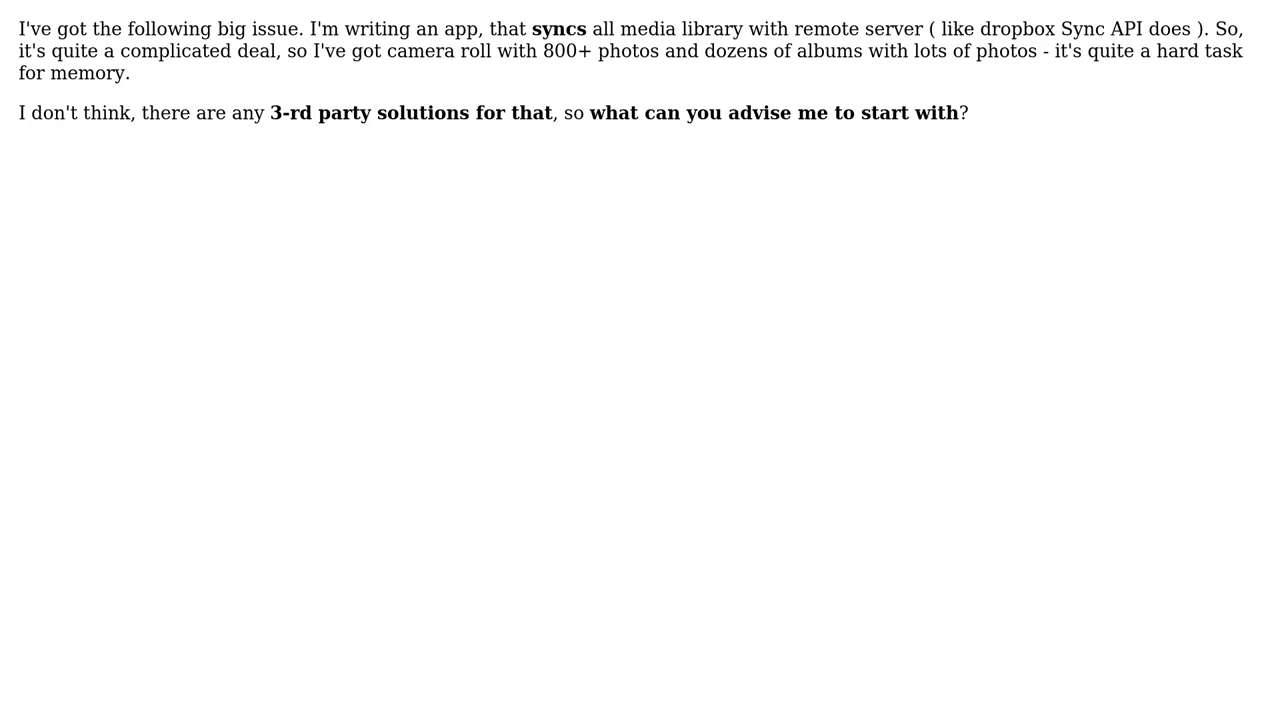 I've got the following big issue. I'm writing an app, that syncs all media library with remote server ( like dropbox Sync API does ). So,
it's quite a complicated deal, so I've got camera roll with 800+ photos and dozens of albums with lots of photos - it's quite a hard task
for memory.
I don't think, there are any 3-rd party solutions for that, so what can you advise me to start with?